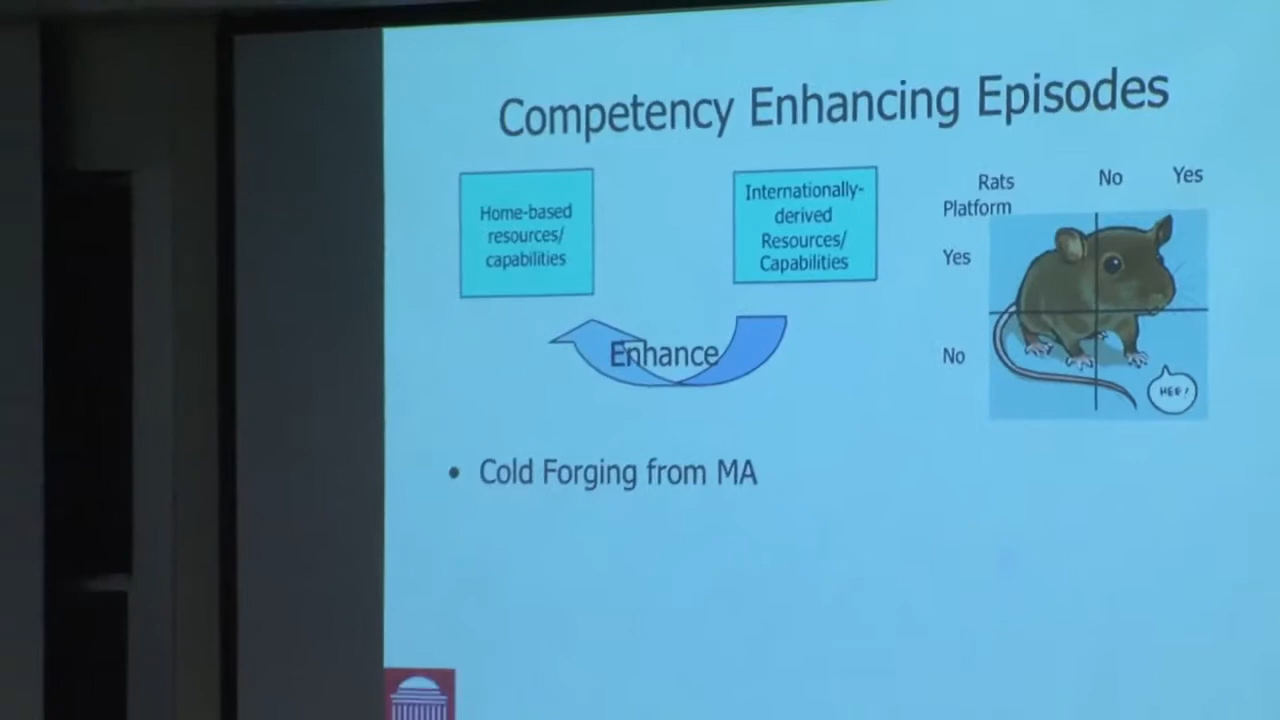 Competency Enhancing Episodes
Home-based
resources/
capabilities
Internationally-
derived
Resources/
Capabilities
Enhance
Rats
No
Yes
Platform
Yes
No
HEE!
• Cold Forging from MA